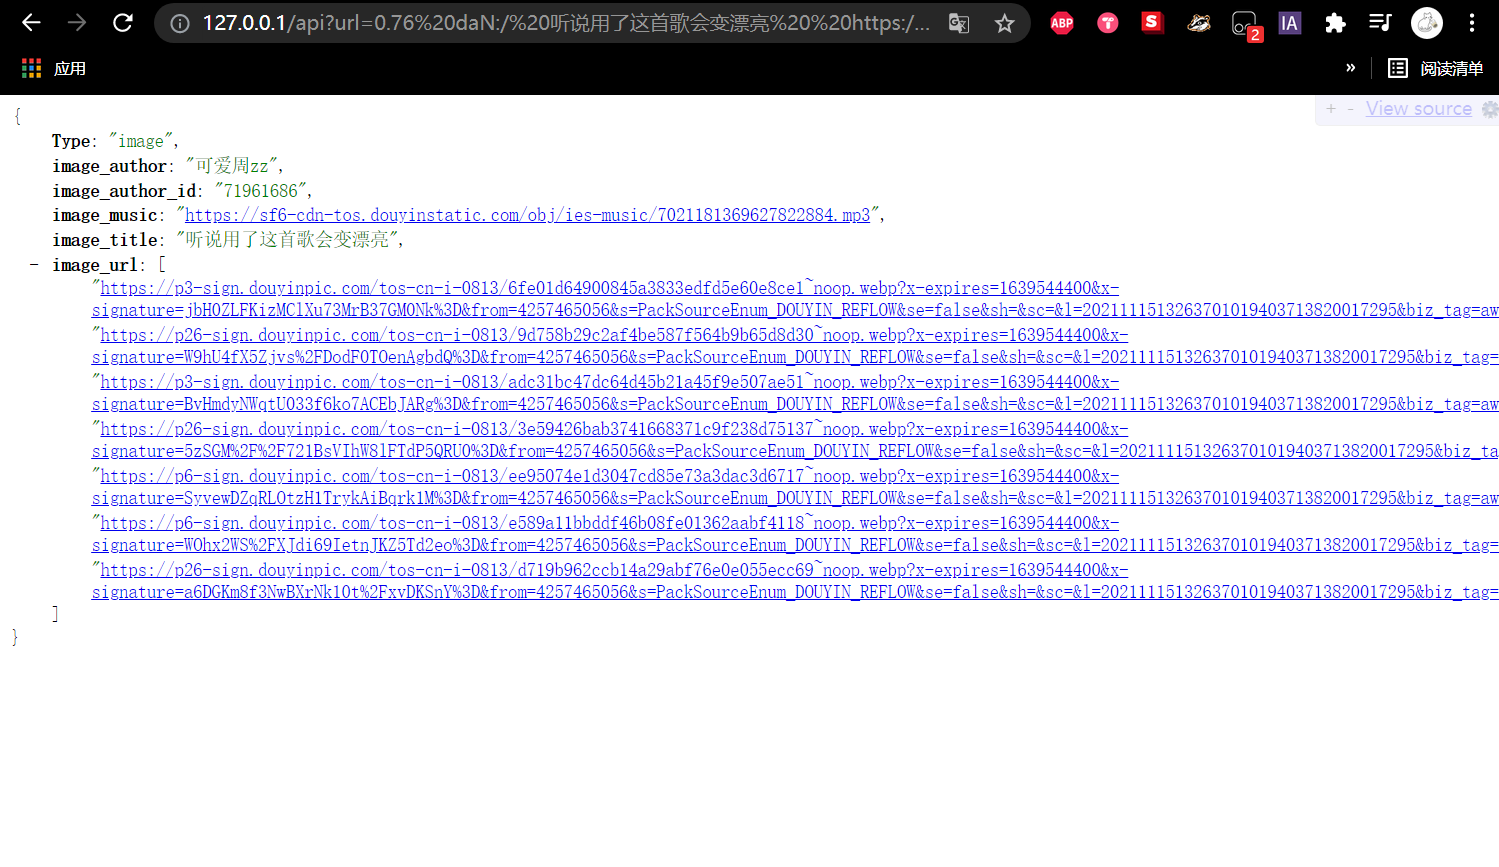 127.0.0.1/api?url=0.76%20daN:/%20听说用了这首歌会变漂亮%20%20https:/...
ABP
T
S
2
IA
应用
»
阅读清单
+ - View source
{
Type: "image",
image_author: "可爱周zz",
image_author_id: "71961686",
image_music: "https://sf6-cdn-tos.douyinstatic.com/obj/ies-music/7021181369627822884.mp3",
image_title: "听说用了这首歌会变漂亮",
- image_url: [
"https://p3-sign.douyinpic.com/tos-cn-i-0813/6fe01d64900845a3833edfd5e60e8ce1~noop.webp?x-expires=1639544400&x-
signature=jbH0ZLFKizMClXu73MrB37GMONk%3D&from=4257465056&s=PackSourceEnum_DOUYIN_REFLOW&se=false&sh=&sc=&l=2021111513263701019403713820017295&biz_tag=aw
"https://p26-sign.douyinpic.com/tos-cn-i-0813/9d758b29c2af4be587f564b9b65d8d30~noop.webp?x-expires=1639544400&x-
signature=W9hU4fX5Zjvs%2FDodF0TOenAgbdQ%3D&from=4257465056&s=PackSourceEnum_DOUYIN_REFLOW&se=false&sh=&sc=&l=2021111513263701019403713820017295&biz_tag=
"https://p3-sign.douyinpic.com/tos-cn-i-0813/adc31bc47dc64d45b21a45f9e507ae51~noop.webp?x-expires=1639544400&x-
signature=BvHmdyNWqtU033f6ko7ACEbJARg%3D&from=4257465056&s=PackSourceEnum_DOUYIN_REFLOW&se=false&sh=&sc=&l=2021111513263701019403713820017295&biz_tag=aw
"https://p26-sign.douyinpic.com/tos-cn-i-0813/3e59426bab3741668371c9f238d75137~noop.webp?x-expires=1639544400&x-
signature=5zSGM%2F%2F721BsVIhW81FTdP5QRU0%3D&from=4257465056&s=PackSourceEnum_DOUYIN_REFLOW&se=false&sh=&sc=&l=2021111513263701019403713820017295&biz_ta
"https://p6-sign.douyinpic.com/tos-cn-i-0813/ee95074e1d3047cd85e73a3dac3d6717~noop.webp?x-expires=1639544400&x-
signature=SyvewDZqRLOtzH1TrykAiBqrk1M%3D&from=4257465056&s=PackSourceEnum_DOUYIN_REFLOW&se=false&sh=&sc=&l=2021111513263701019403713820017295&biz_tag=aw
"https://p6-sign.douyinpic.com/tos-cn-i-0813/e589a11bbddf46b08fe01362aabf4118~noop.webp?x-expires=1639544400&x-
signature=WOhx2WS%2FXJdi69IetnJKZ5Td2eo%3D&from=4257465056&s=PackSourceEnum_DOUYIN_REFLOW&se=false&sh=&sc=&l=2021111513263701019403713820017295&biz_tag=
"https://p26-sign.douyinpic.com/tos-cn-i-0813/d719b962ccb14a29abf76e0e055ecc69~noop.webp?x-expires=1639544400&x-
signature=a6DGKm8f3NwBXrNk10t%2FxvDKSnY%3D&from=4257465056&s=PackSourceEnum_DOUYIN_REFLOW&se=false&sh=&sc=&l=2021111513263701019403713820017295&biz_tag=
]
}